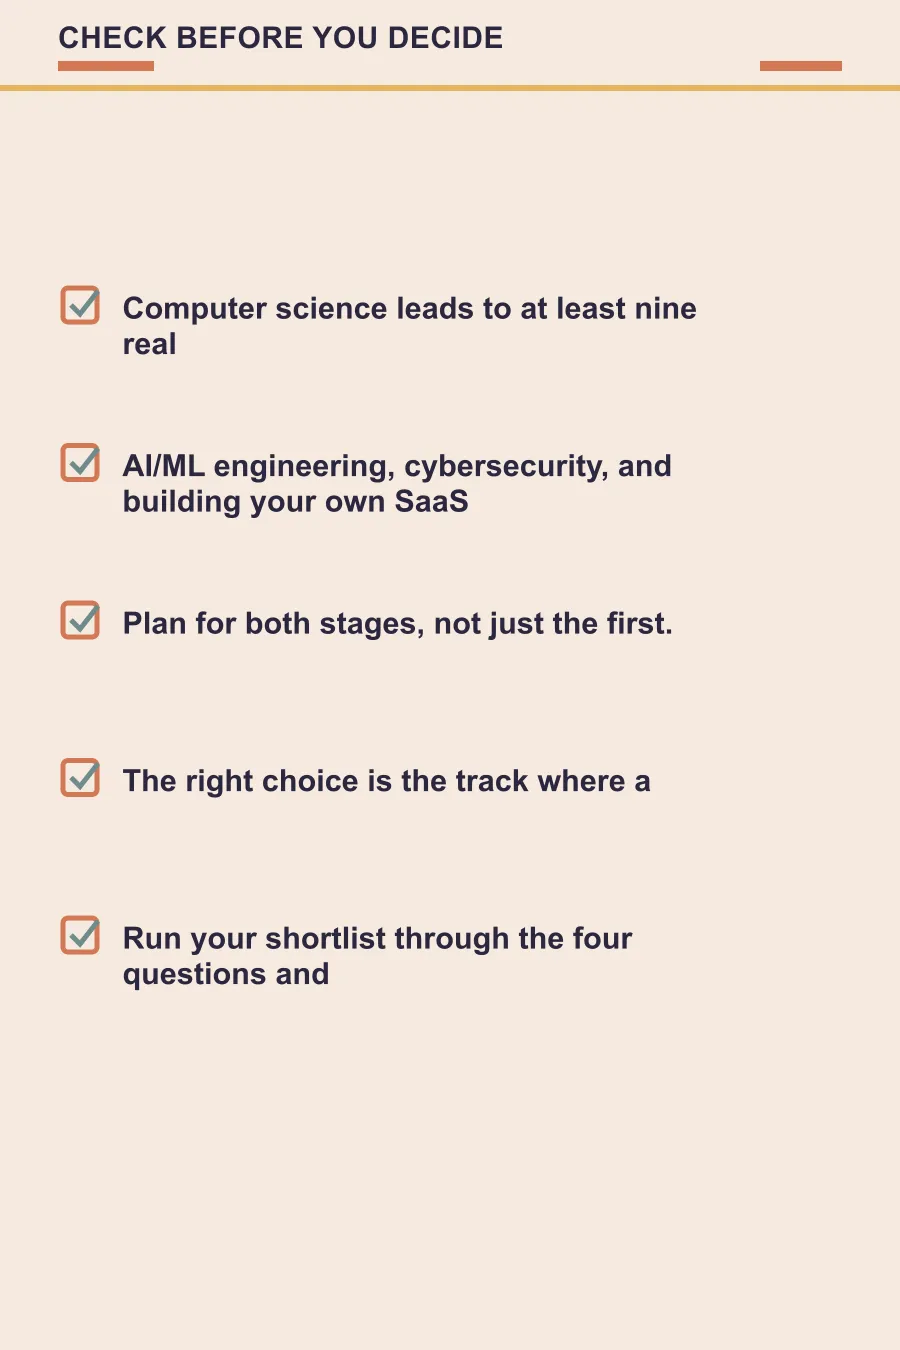 CHECK BEFORE YOU DECIDE
Computer science leads to at least nine
real
AI/ML engineering, cybersecurity, and
building your own SaaS
Plan for both stages, not just the first.
The right choice is the track where a
Run your shortlist through the four
questions and